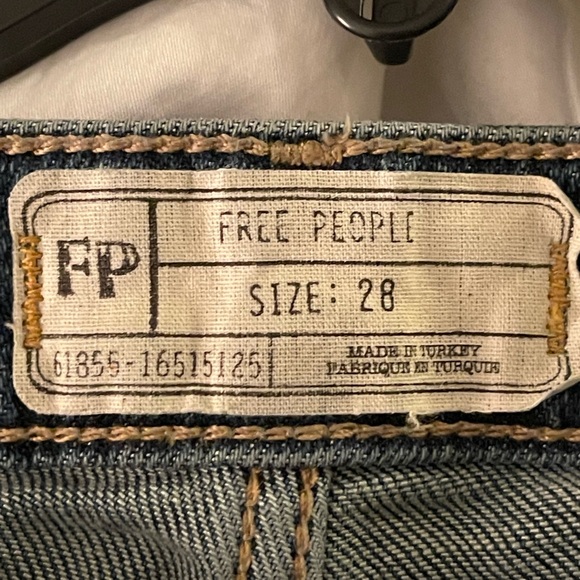 FP
FREE PEOPLE
SIZE: 28
61855-16515125
MADE IN TURKEY
FABRIQUE EN TURQUIE